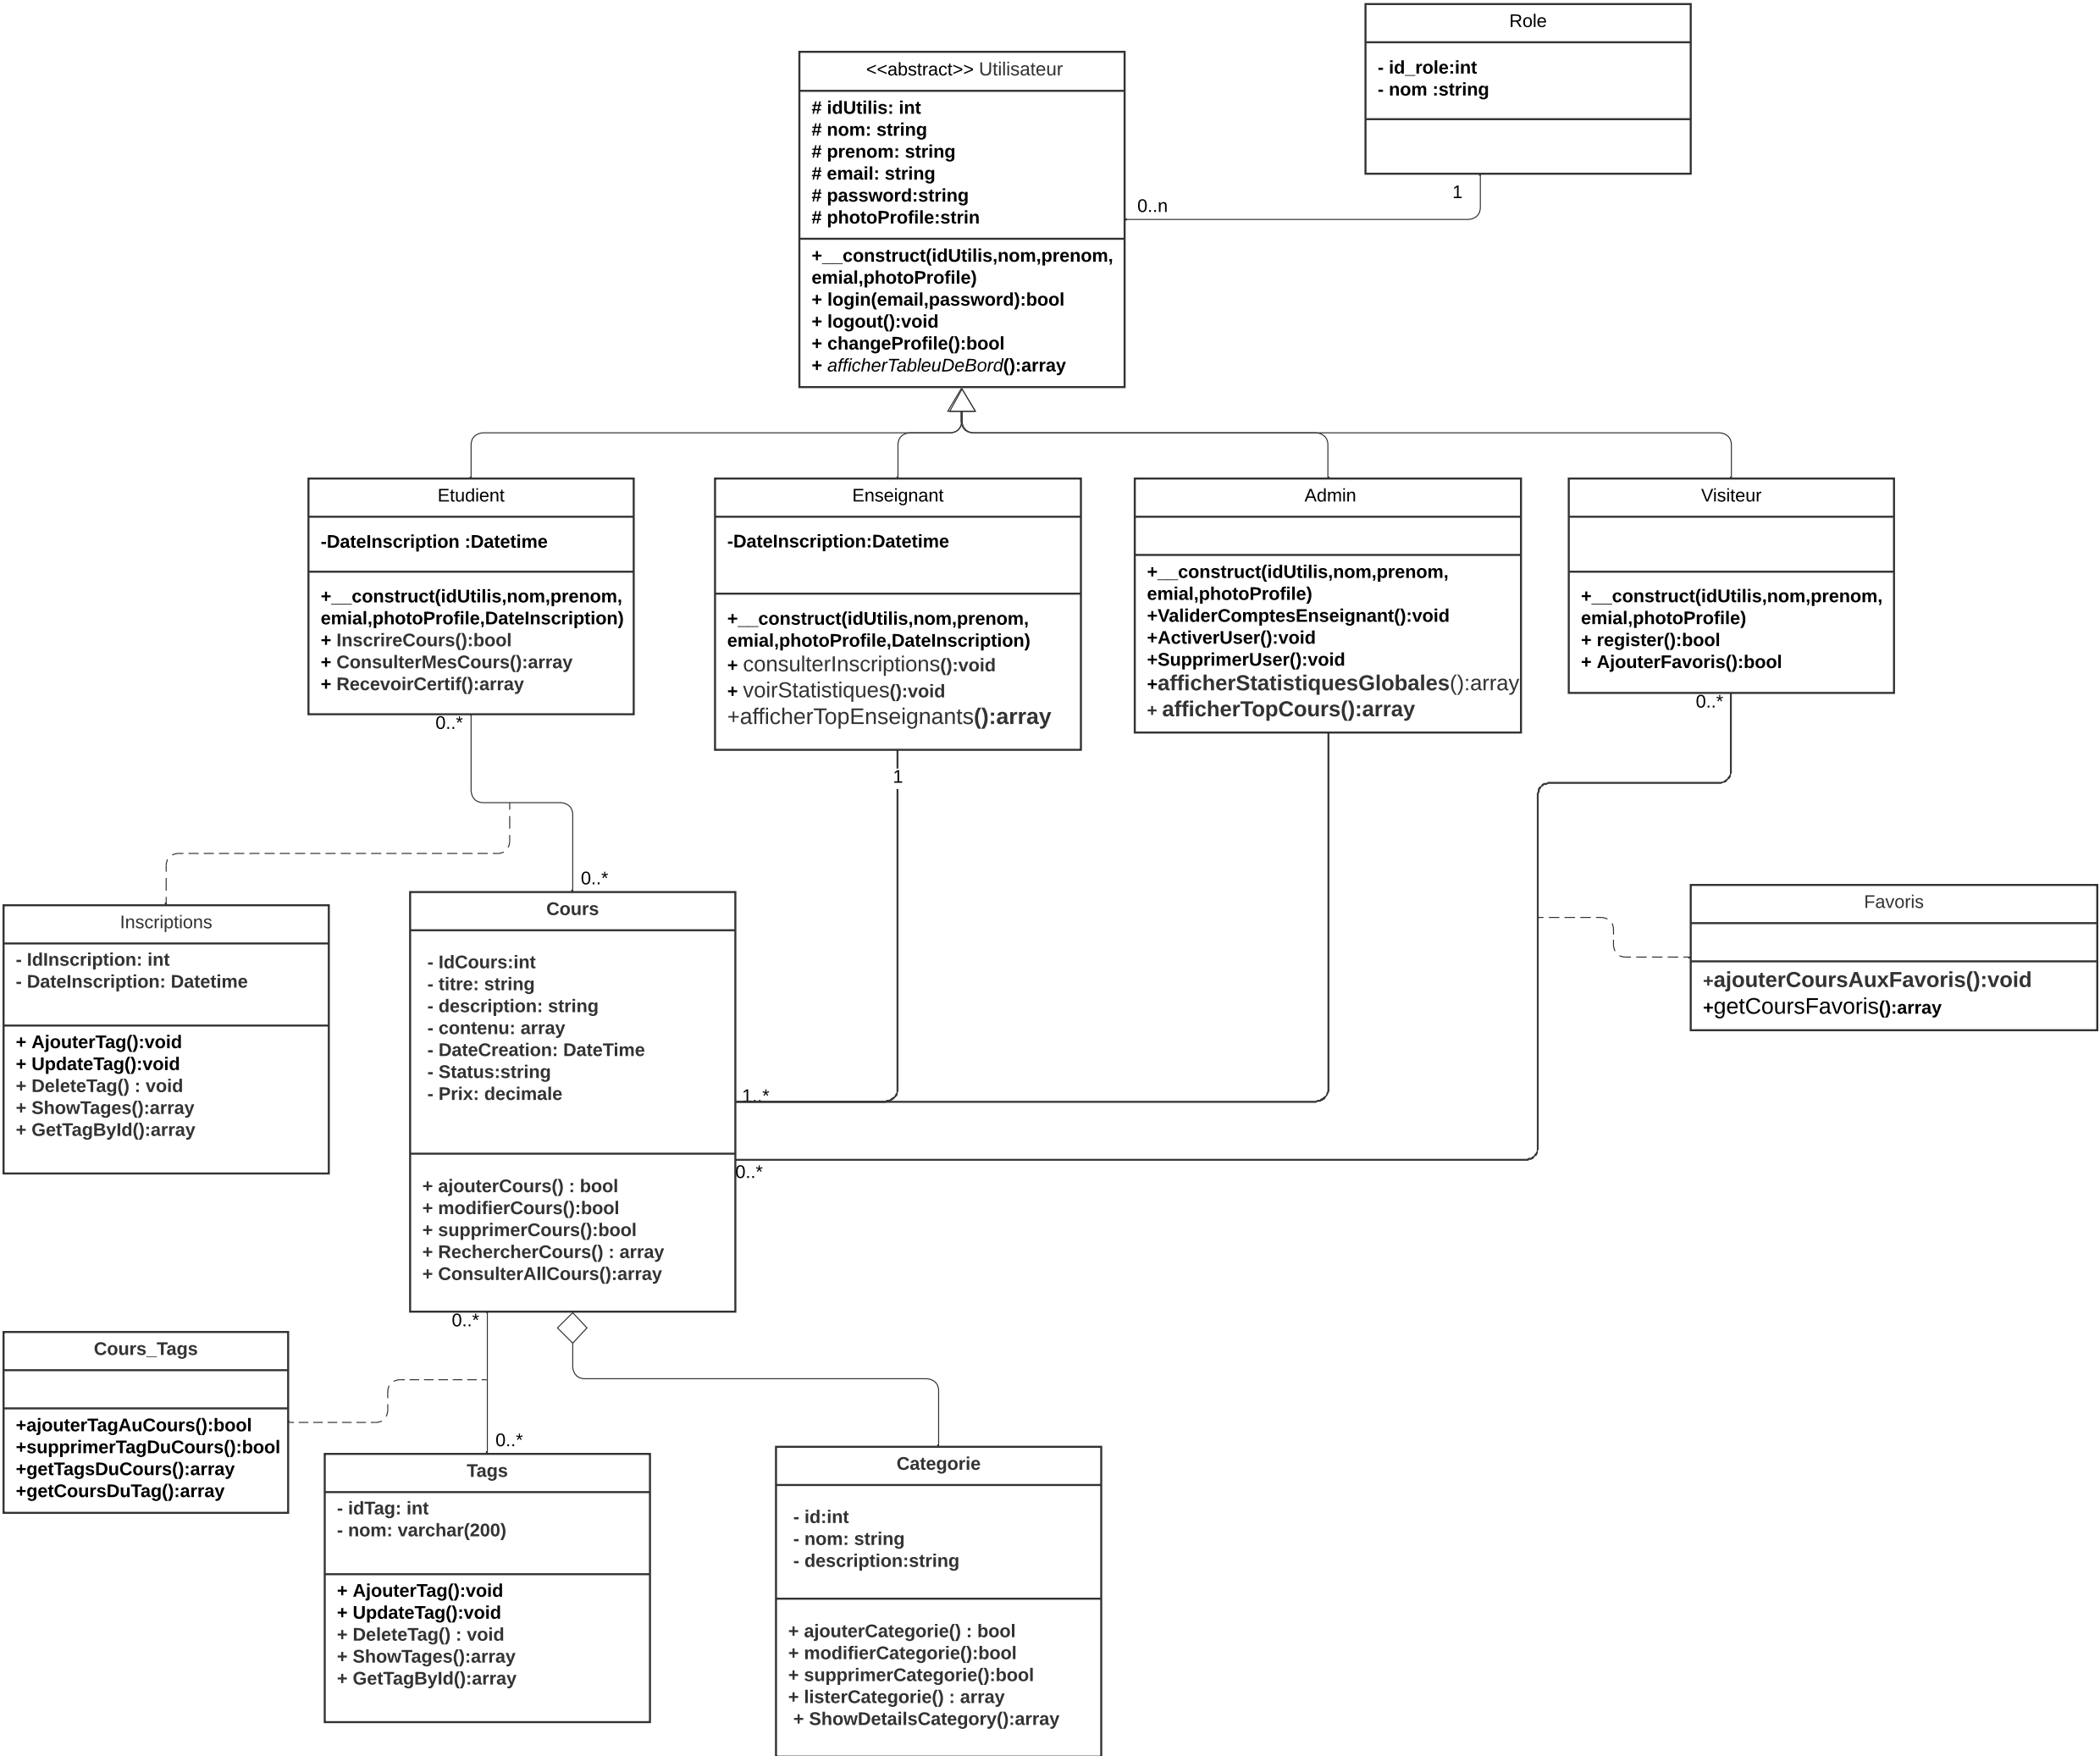 Role
- id_role:int
- nom :string
1
<<abstract>> Utilisateur
# idUtilis: int
# nom: string
# prenom: string
# email: string
# password:string
# photoProfile:strin
0..n
+__construct(idUtilis,nom,prenom,
emial,photoProfile)
+ login(email,password):bool
+ logout():void
+ changeProfile():bool
+ afficherTableuDeBord():array
Etudient
-DateInscription :Datetime
+__construct(idUtilis,nom,prenom,
emial,photoProfile,DateInscription)
+ InscrireCours():bool
+ ConsulterMesCours():array
+ RecevoirCertif():array
0..*
Enseignant
-DateInscription:Datetime
+__construct(idUtilis,nom,prenom,
emial,photoProfile,DateInscription)
+ consulterInscriptions():void
+ voirStatistiques():void
+afficherTopEnseignants():array
1
Admin
+__construct(idUtilis,nom,prenom,
emial,photoProfile)
+ValiderComptesEnseignant():void
+ActiverUser():void
+SupprimerUser():void
+afficherStatistiquesGlobales():array
+ afficherTopCours():array
Visiteur
+__construct(idUtilis,nom,prenom,
emial,photoProfile)
+ register():bool
+ AjouterFavoris():bool
0..*
Inscriptions
- IdInscription: int
- DateInscription: Datetime
+ AjouterTag():void
+ UpdateTag():void
+ DeleteTag() : void
+ ShowTages():array
+ GetTagById():array
0..*
Cours
- IdCours:int
- titre: string
- description: string
- contenu: array
- DateCreation: DateTime
- Status:string
- Prix: decimale
1..*
0..*
+ ajouterCours() : bool
+ modifierCours():bool
+ supprimerCours():bool
+ RechercherCours() : array
+ ConsulterAllCours():array
0..*
Favoris
+ajouterCoursAuxFavoris():void
+getCoursFavoris():array
Cours_Tags
+ajouterTagAuCours():bool
+supprimerTagDuCours():bool
+getTagsDuCours():array
+getCoursDuTag():array
0..*
Tags
- idTag: int
- nom: varchar(200)
+ AjouterTag():void
+ UpdateTag():void
+ DeleteTag() : void
+ ShowTages():array
+ GetTagById():array
Categorie
- id:int
- nom: string
- description:string
+ ajouterCategorie() : bool
+ modifierCategorie():bool
+ supprimerCategorie():bool
+ listerCategorie() : array
+ ShowDetailsCategory():array